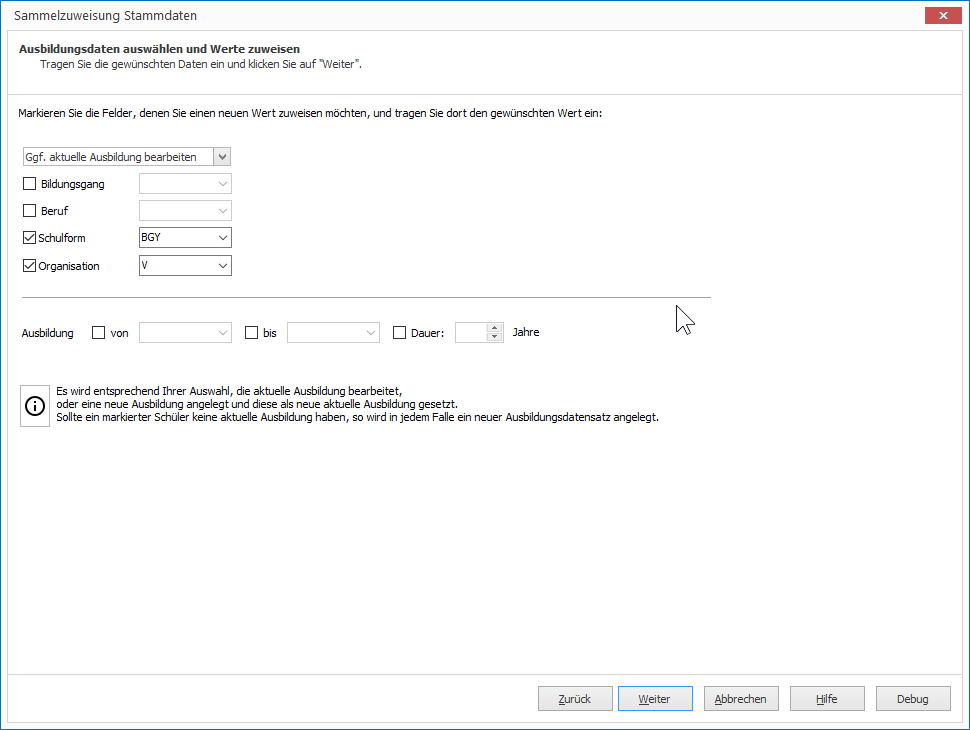 Sammelzuweisung Stammdaten
Ausbildungsdaten auswählen und Werte zuweisen
Tragen Sie die gewünschten Daten ein und klicken Sie auf "Weiter".
Markieren Sie die Felder, denen Sie einen neuen Wert zuweisen möchten, und tragen Sie dort den gewünschten Wert ein:
Ggf. aktuelle Ausbildung bearbeiten
Bildungsgang
Beruf
Schulform BGY
Organisation V
Ausbildung von bis Dauer: Jahre
Es wird entsprechend Ihrer Auswahl, die aktuelle Ausbildung bearbeitet,
oder eine neue Ausbildung angelegt und diese als neue aktuelle Ausbildung gesetzt.
Sollte ein markierter Schüler keine aktuelle Ausbildung haben, so wird in jedem Falle ein neuer Ausbildungsdatensatz angelegt.
Zurück Weiter Abbrechen Hilfe Debug